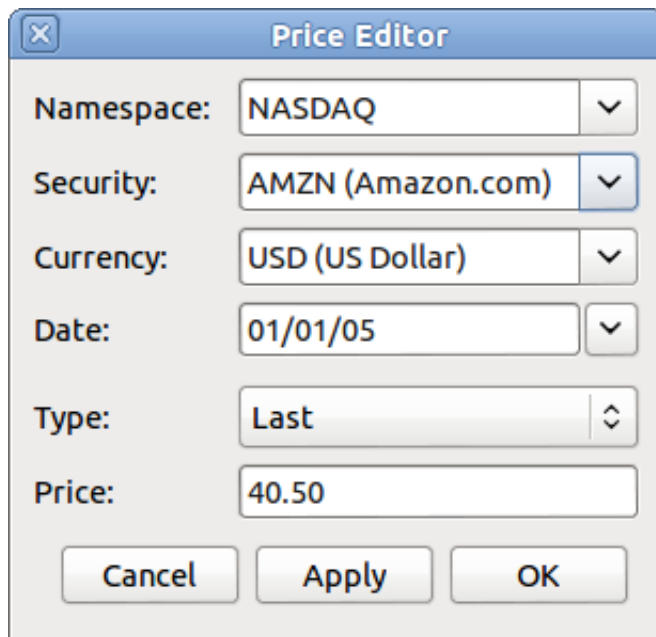 Price Editor
Namespace: NASDAQ
Security: AMZN (Amazon.com)
Currency: USD (US Dollar)
Date: 01/01/05
Type: Last
Price: 40.50
Cancel Apply OK